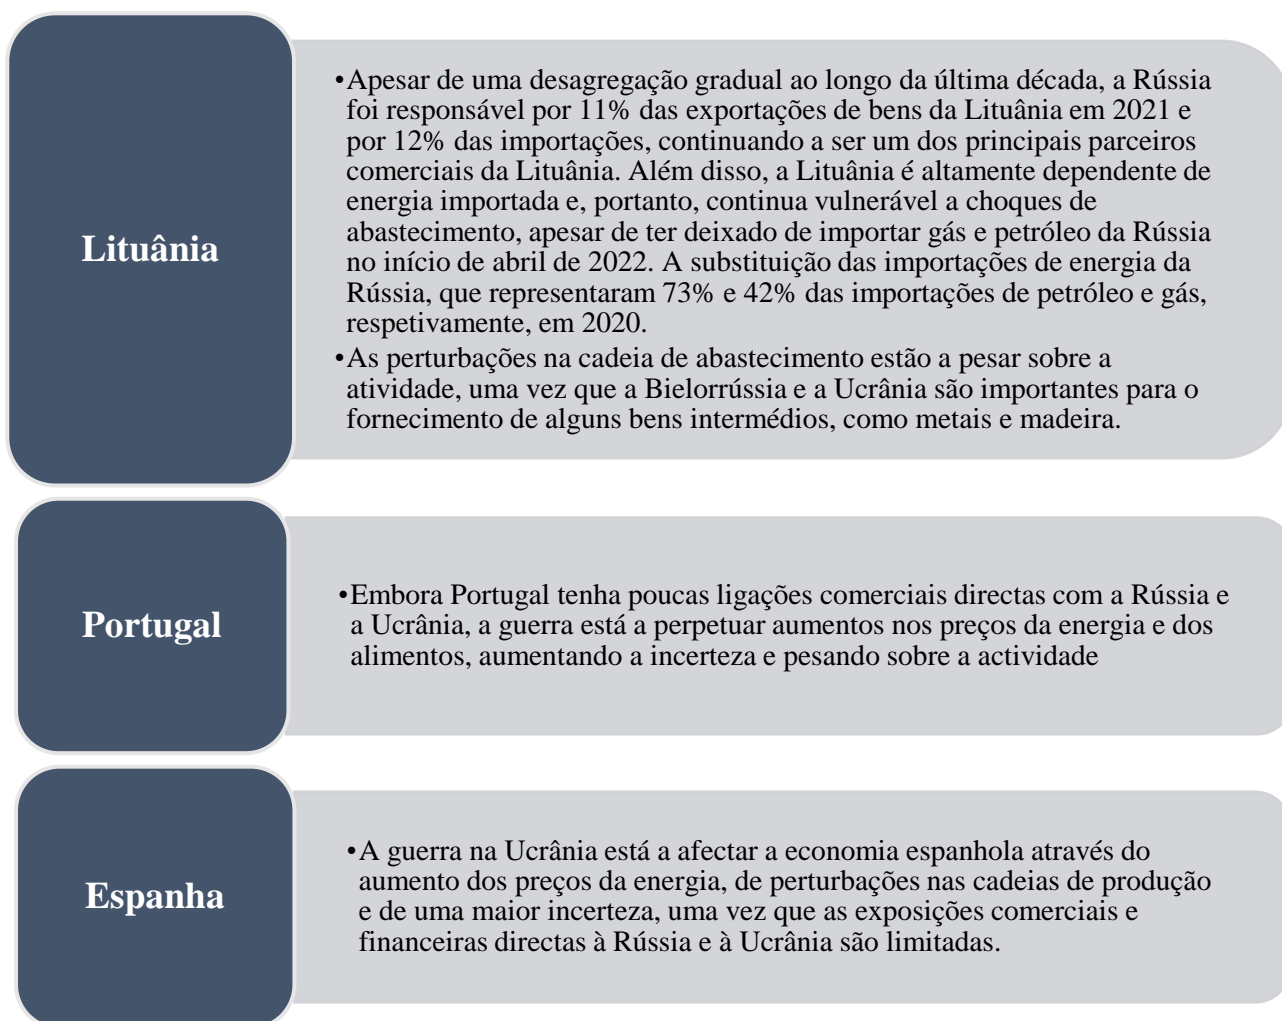 Lituânia
•Apesar de uma desagregação gradual ao longo da última década, a Rússia
foi responsável por 11% das exportações de bens da Lituânia em 2021 e
por 12% das importações, continuando a ser um dos principais parceiros
comerciais da Lituânia. Além disso, a Lituânia é altamente dependente de
energia importada e, portanto, continua vulnerável a choques de
abastecimento, apesar de ter deixado de importar gás e petróleo da Rússia
no início de abril de 2022. A substituição das importações de energia da
Rússia, que representaram 73% e 42% das importações de petróleo e gás,
respetivamente, em 2020.
•As perturbações na cadeia de abastecimento estão a pesar sobre a
atividade, uma vez que a Bielorrússia e a Ucrânia são importantes para o
fornecimento de alguns bens intermédios, como metais e madeira.
Portugal
•Embora Portugal tenha poucas ligações comerciais directas com a Rússia e
a Ucrânia, a guerra está a perpetuar aumentos nos preços da energia e dos
alimentos, aumentando a incerteza e pesando sobre a actividade
Espanha
•A guerra na Ucrânia está a afectar a economia espanhola através do
aumento dos preços da energia, de perturbações nas cadeias de produção
e de uma maior incerteza, uma vez que as exposições comerciais e
financeiras directas à Rússia e à Ucrânia são limitadas.